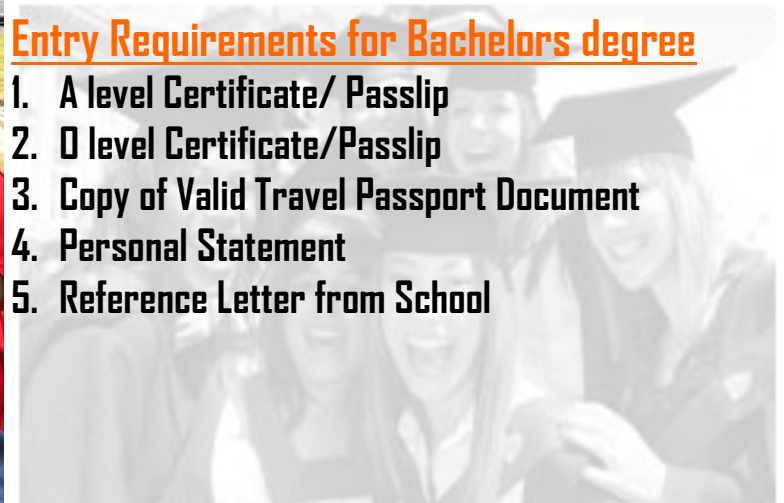 Entry Requirements for Bachelors degree
1. A level Certificate/ Passlip
2. O level Certificate/Passlip
3. Copy of Valid Travel Passport Document
4. Personal Statement
5. Reference Letter from School